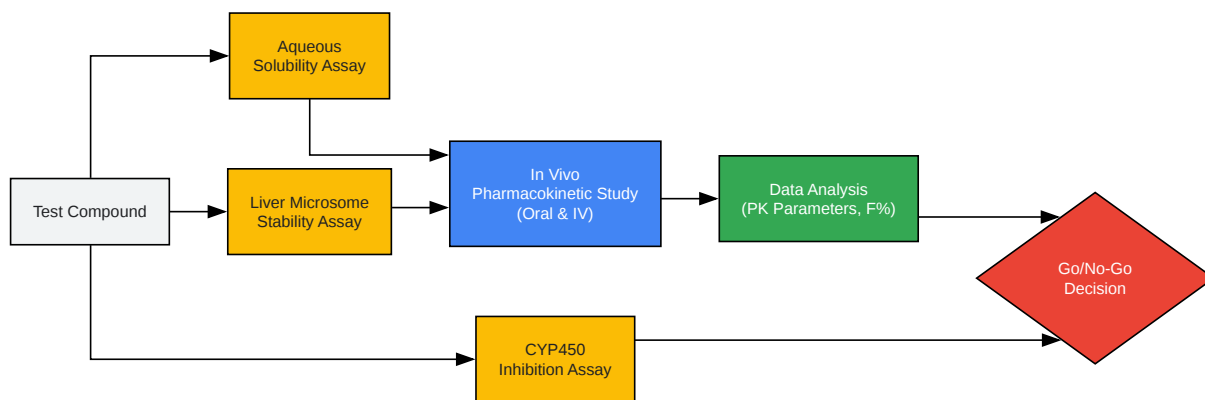 Aqueous
Solubility Assay
Test Compound
Liver Microsome
Stability Assay
In Vivo
Pharmacokinetic Study
(Oral & IV)
Data Analysis
(PK Parameters, F%)
Go/No-Go
Decision
CYP450
Inhibition Assay